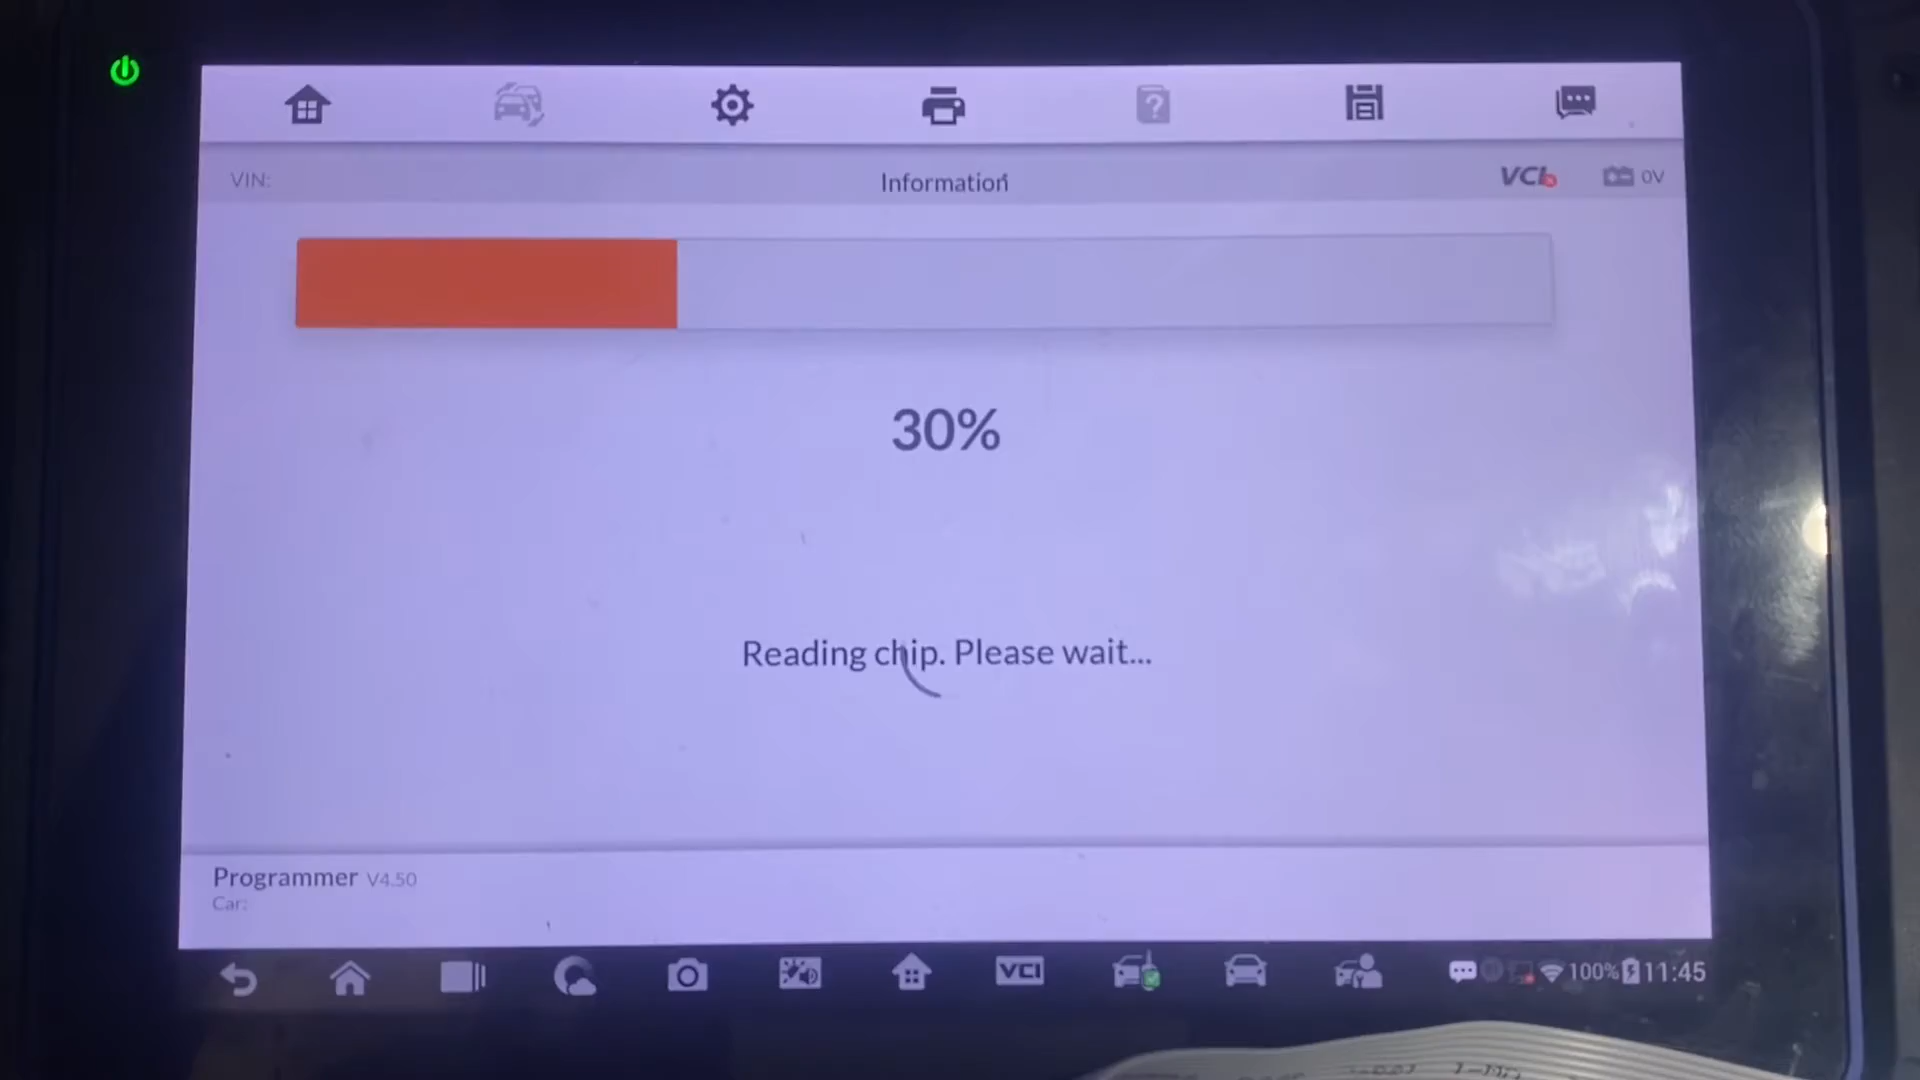 VIN:
Information
VCI
0V
30%
Reading chip. Please wait...
Programmer V4.50
Car:
VCI
100%
11:45